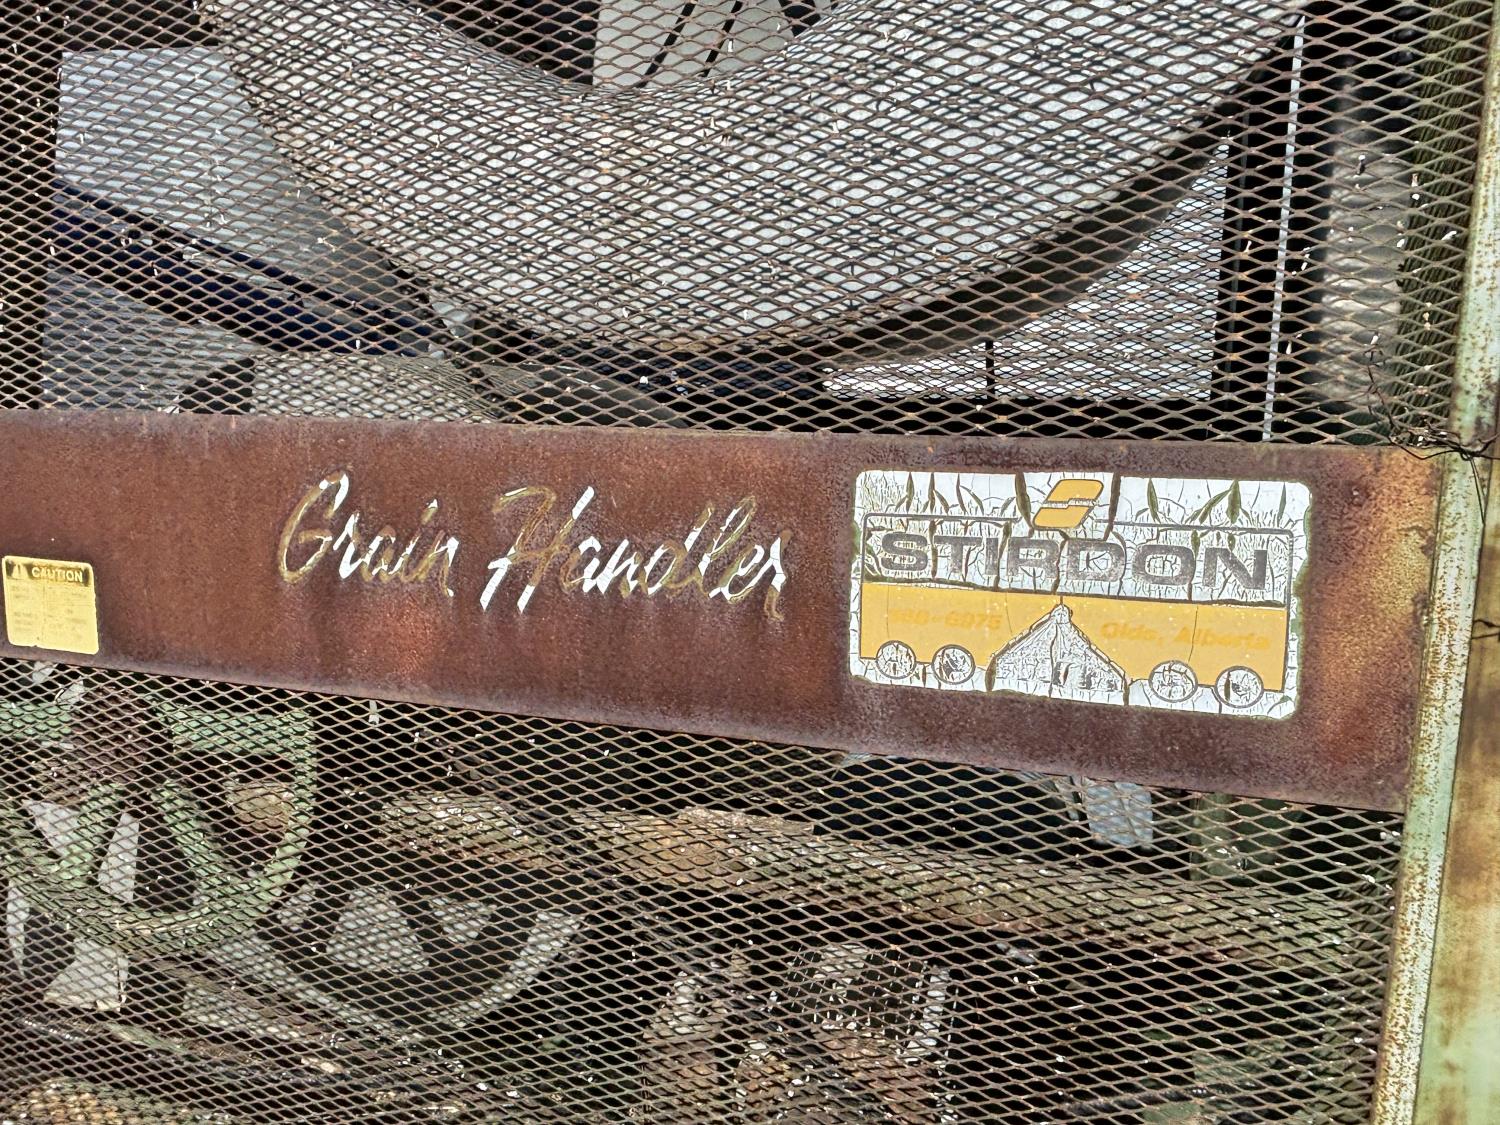 Grain Handler
CAUTION
STIRDON
Olds, Alberta